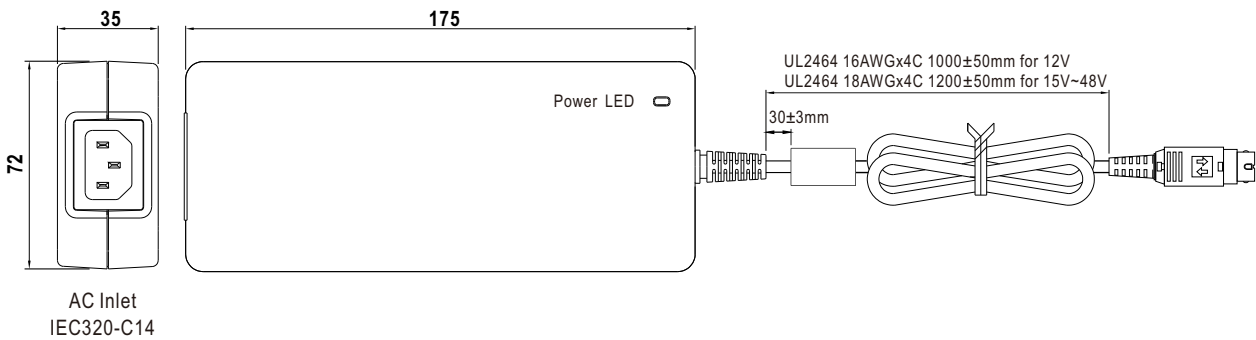 35
175
UL2464 16AWGx4C 1000±50mm for 12V
UL2464 18AWGx4C 1200±50mm for 15V~48V
Power LED
30±3mm
72
AC Inlet
IEC320-C14